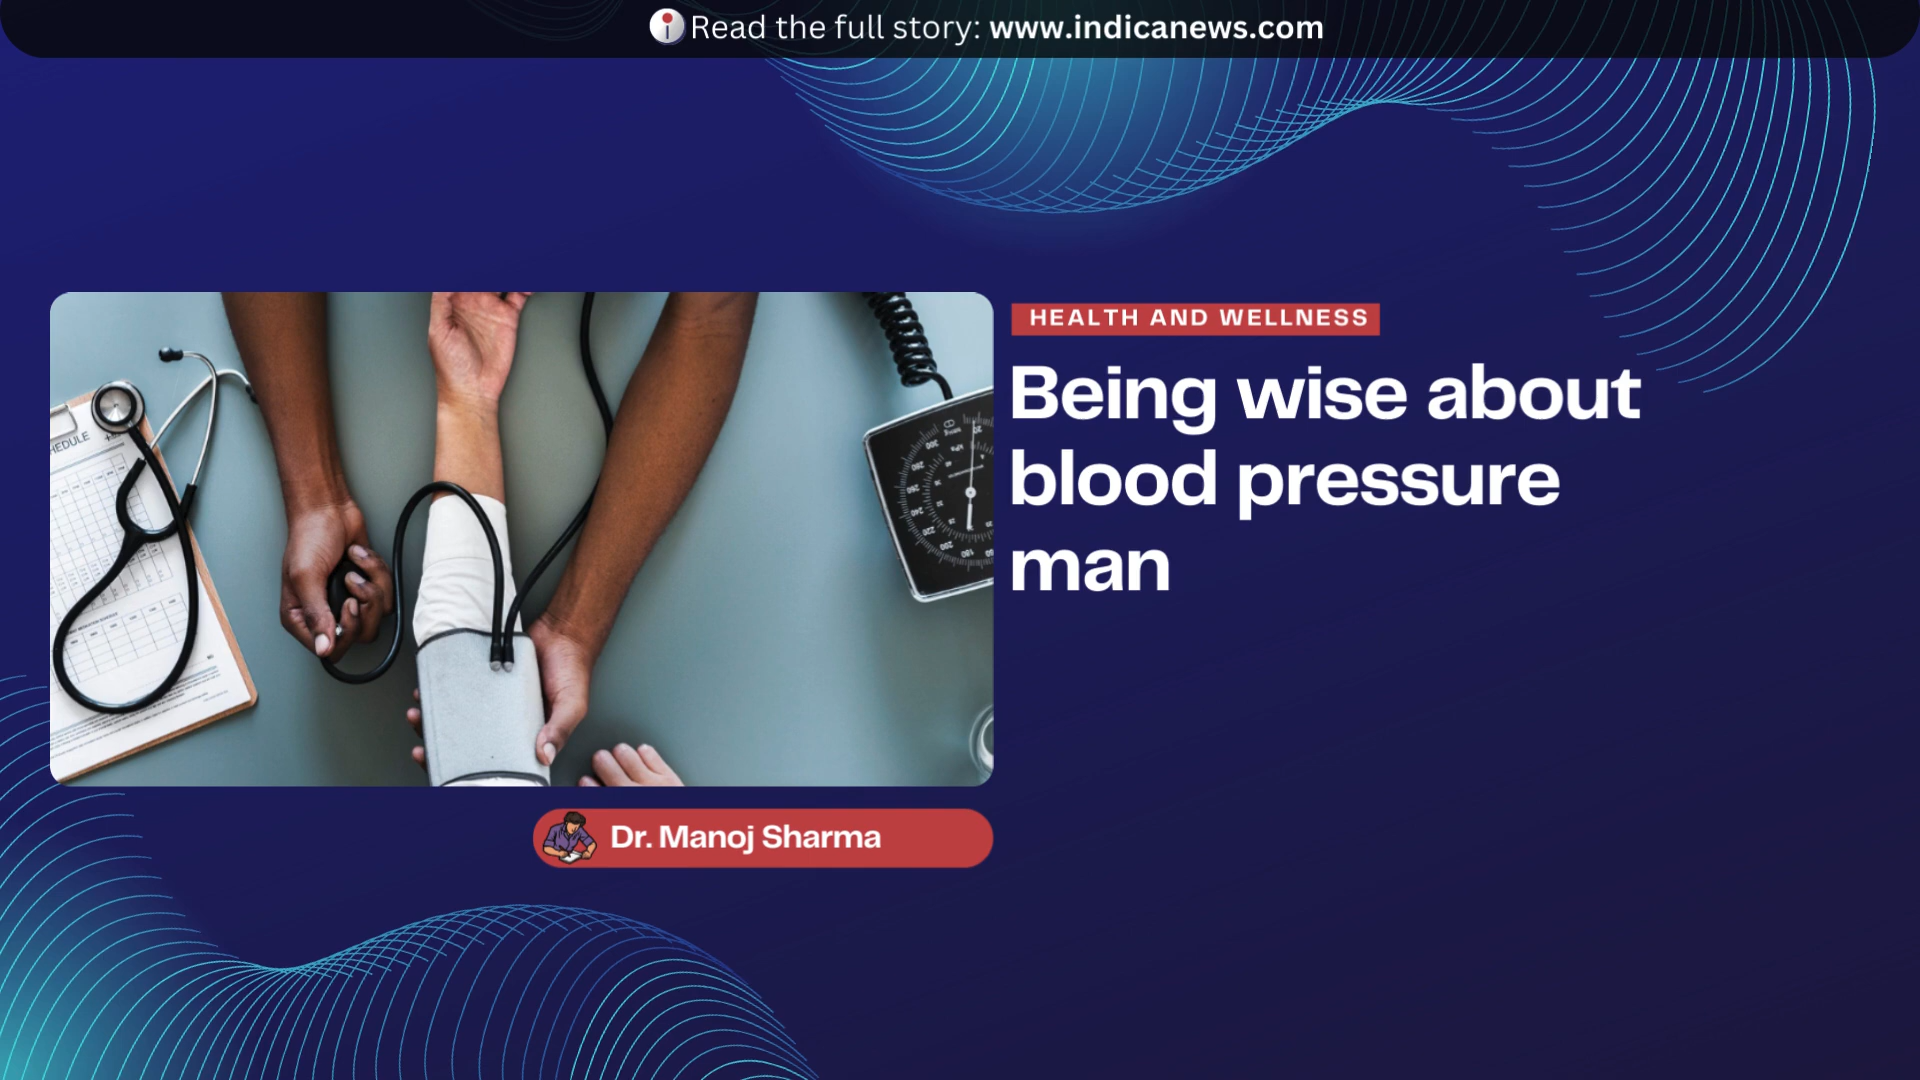 Read the full story: www.indicanews.com
HEALTH AND WELLNESS
Being wise about
blood pressure
man
Dr. Manoj Sharma